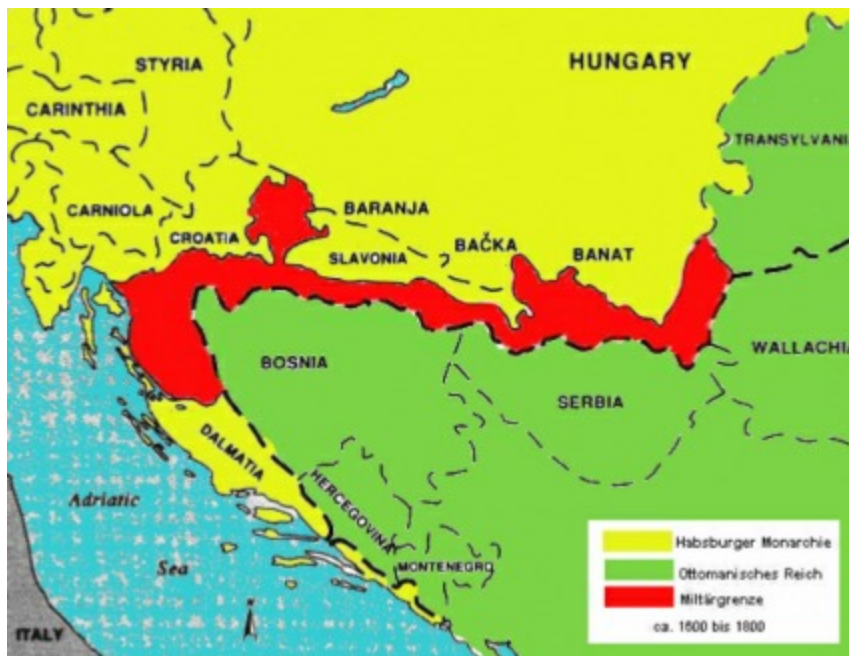 STYRIA
HUNGARY
CARINTHIA
TRANSYLVANI
CARNIOLA
BARANJA
CROATIA
SLAVONIA
BAČKA
BANAT
BOSNIA
WALLACHIA
SERBIA
DALMATIA
HERCEGOVINA
Adriatic
Sea
MONTENEGRO
ITALY
Habsburger Monarchie
Ottomanisches Reich
Miltärgrenze
ca. 1600 bis 1800